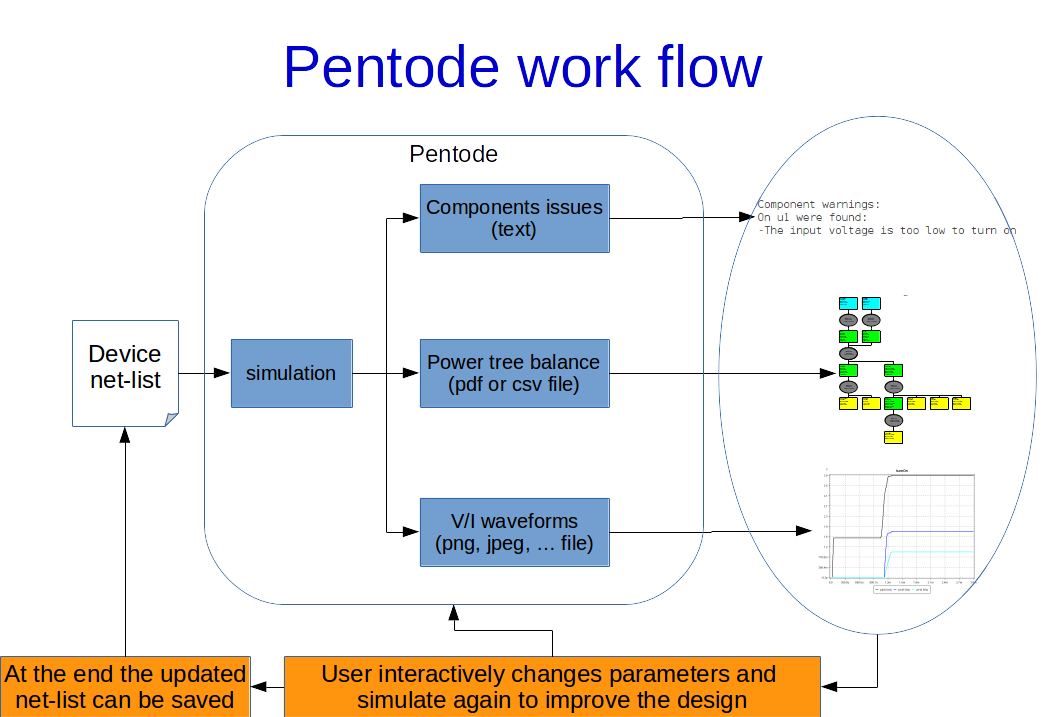 Pentode work flow
Pentode
Components issues
(text)
Component warnings:
On u1 were found:
-The input voltage is too low to turn on
Device
net-list
simulation
Power tree balance
(pdf or csv file)
V/I waveforms
(png, jpeg, … file)
At the end the updated
net-list can be saved
User interactively changes parameters and
simulate again to improve the design